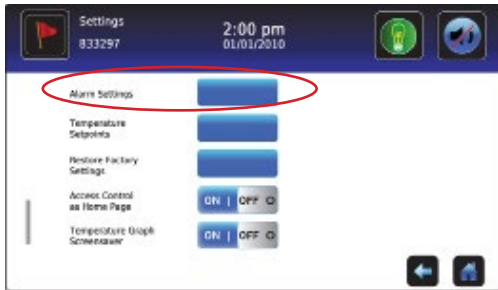 Settings
833297
2:00 pm
01/01/2010
Alarm Settings
Temperature
Setpoints
Restore Factory
Settings
Access Control
as Home Page
ON | OFF O
Temperature Graph
Screensaver
ON | OFF O